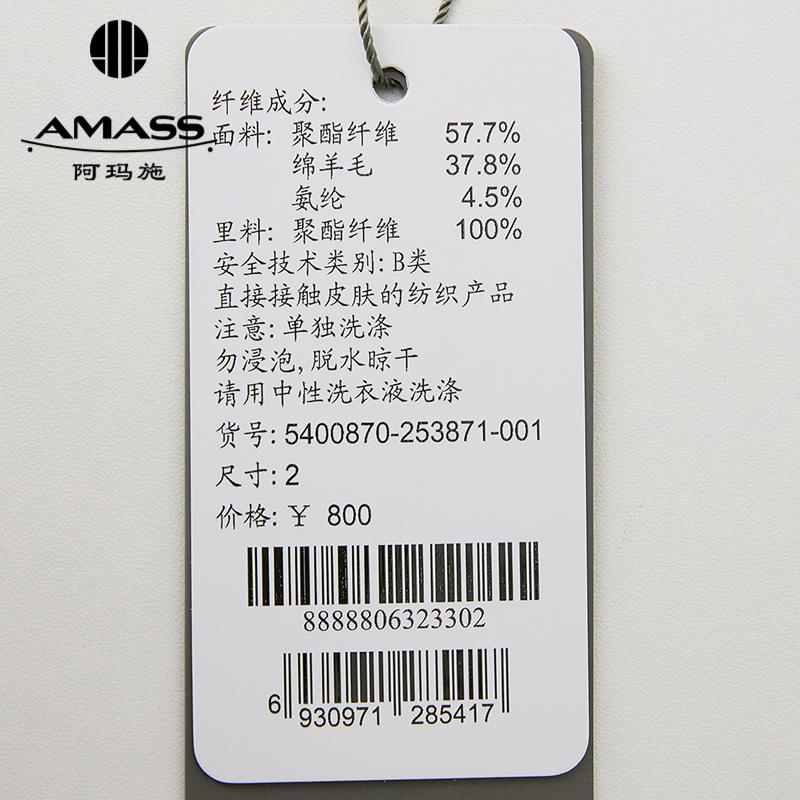 AMASS
阿玛施
纤维成分:
面料: 聚酯纤维 57.7%
绵羊毛 37.8%
氨纶 4.5%
里料: 聚酯纤维 100%
安全技术类别: B类
直接接触皮肤的纺织产品
注意: 单独洗涤
勿浸泡, 脱水晾干
请用中性洗衣液洗涤
货号: 5400870-253871-001
尺寸: 2
价格: ¥ 800
8888806323302
6 930971 285417